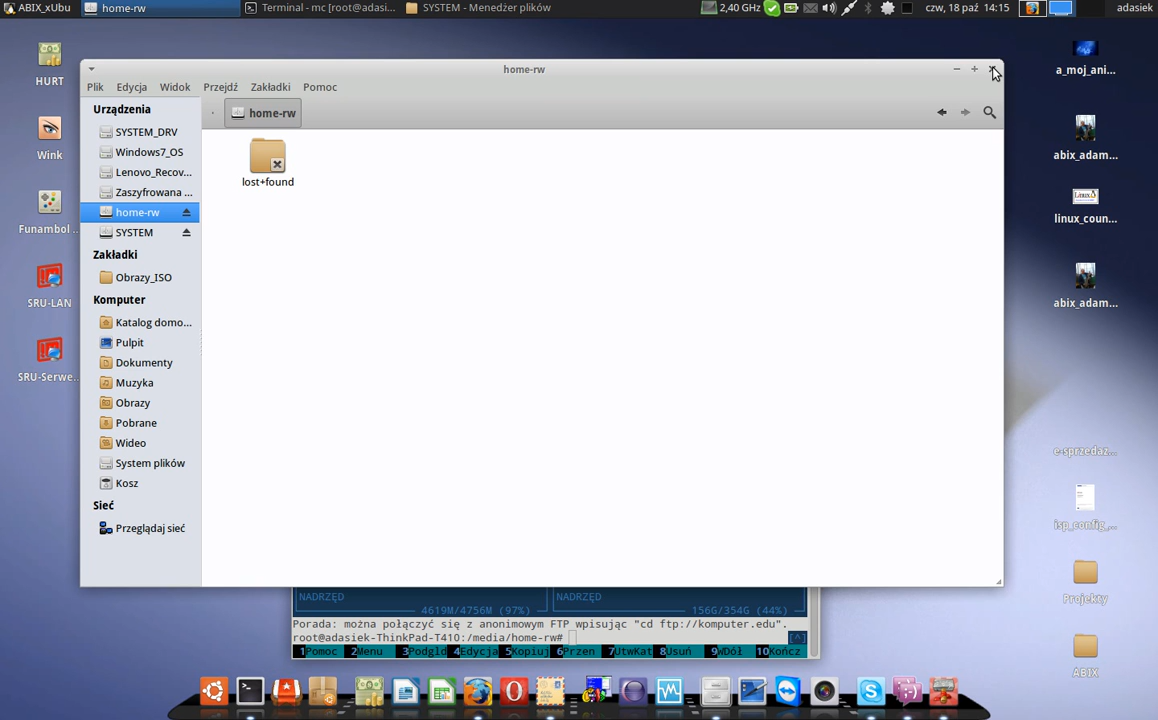 ABIX_xUbu
home-rw
Terminal - mc [root@adasi...
SYSTEM - Menedżer plików
2,40 GHz
czw, 18 paź 14:15
adasiek
HURT
Wink
Funambol ...
SRU-LAN
SRU-Serwe...
home-rw
Plik Edycja Widok Przejdź Zakładki Pomoc
Urządzenia
SYSTEM_DRV
Windows7_OS
Lenovo_Recov...
Zaszyfrowana ...
home-rw
SYSTEM
Zakładki
Obrazy_ISO
Komputer
Katalog domo...
Pulpit
Dokumenty
Muzyka
Obrazy
Pobrane
Wideo
System plików
Kosz
Sieć
Przeglądaj sieć
home-rw
lost+found
NADRZĘD NADRZĘD
4619M/4756M (97%) 156G/354G (44%)
Porada: można połączyć się z anonimowym FTP wpisując "cd ftp://komputer.edu".
root@adasiek-ThinkPad-T410:/media/home-rw# [^]
1Pomoc 2Menu 3Podgld 4Edycja 5Kopiuj 6Przen 7UtwKat 8Usuń 9WDół 10Kończ
a_moj_ani...
abix_adam...
Linux
linux_coun...
abix_adam...
e-sprzedaz...
isp_config_...
Projekty
ABIX